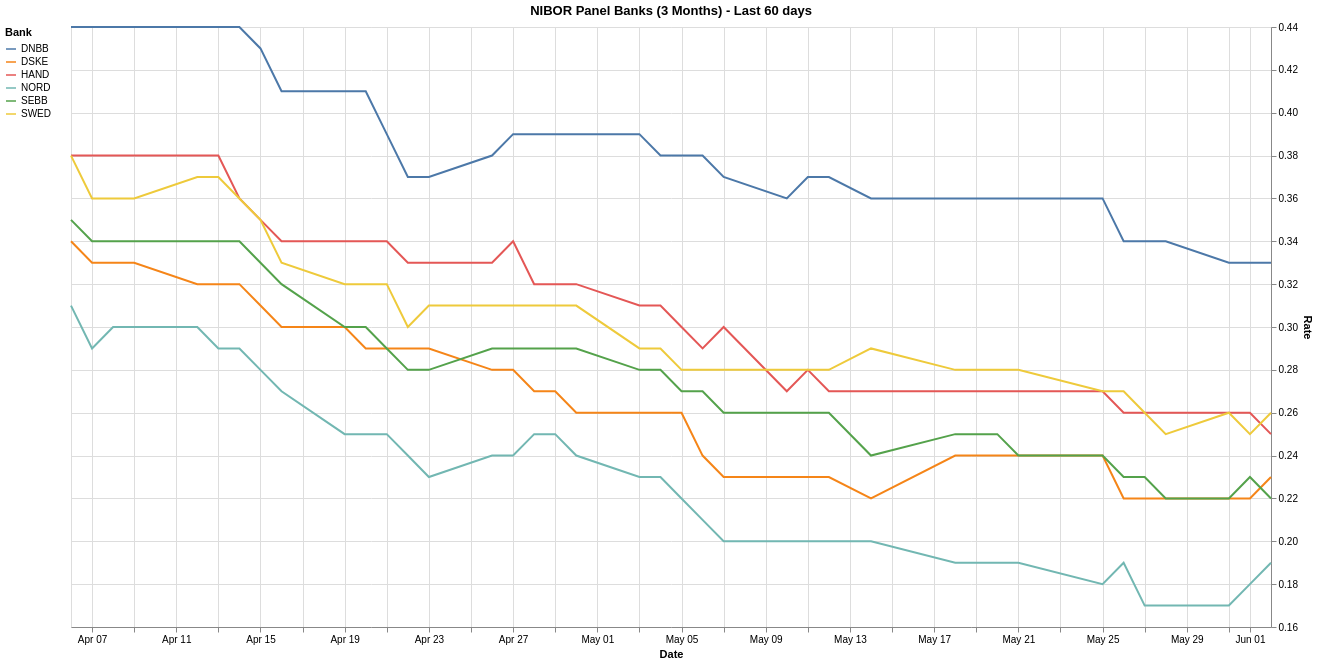 NIBOR Panel Banks (3 Months) - Last 60 days
Bank
DNBB
DSKE
HAND
NORD
SEBB
SWED
0.44
0.42
0.40
0.38
0.36
0.34
0.32
0.30
0.28
0.26
0.24
0.22
0.20
0.18
0.16
Rate
Apr 07 Apr 11 Apr 15 Apr 19 Apr 23 Apr 27 May 01 May 05 May 09 May 13 May 17 May 21 May 25 May 29 Jun 01
Date